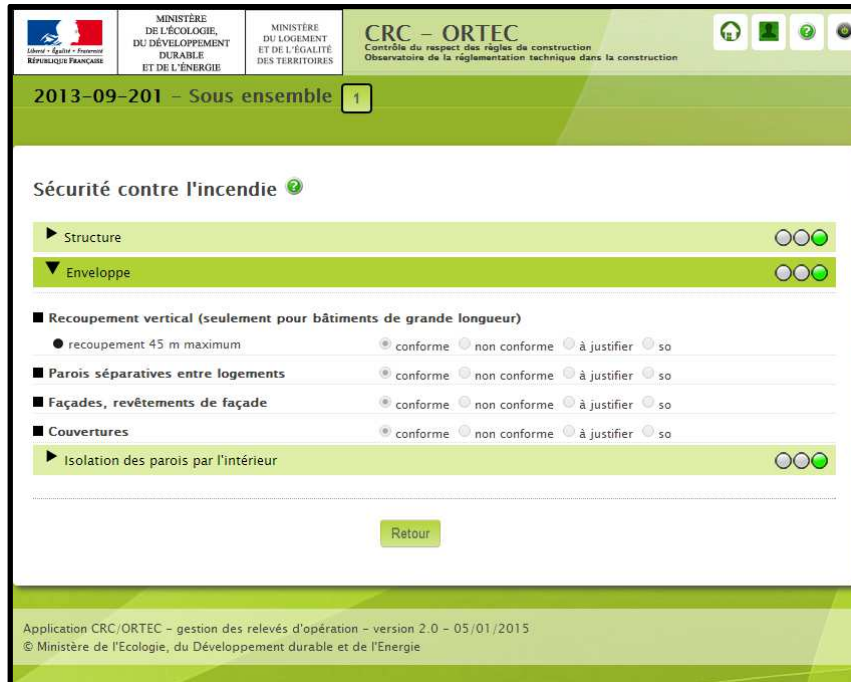 Liberté • Égalité • Fraternité
RÉPUBLIQUE FRANÇAISE
MINISTÈRE
DE L'ÉCOLOGIE,
DU DÉVELOPPEMENT
DURABLE
ET DE L'ÉNERGIE
MINISTÈRE
DU LOGEMENT
ET DE L'ÉGALITÉ
DES TERRITOIRES
CRC - ORTEC
Contrôle du respect des règles de construction
Observatoire de la réglementation technique dans la construction
2013-09-201 - Sous ensemble 1
Sécurité contre l'incendie
Structure
Enveloppe
Recoupement vertical (seulement pour bâtiments de grande longueur)
recoupement 45 m maximum conforme non conforme à justifier so
Parois séparatives entre logements conforme non conforme à justifier so
Façades, revêtements de façade conforme non conforme à justifier so
Couvertures conforme non conforme à justifier so
Isolation des parois par l'intérieur
Retour
Application CRC/ORTEC - gestion des relevés d'opération - version 2.0 - 05/01/2015
© Ministère de l'Ecologie, du Développement durable et de l'Energie